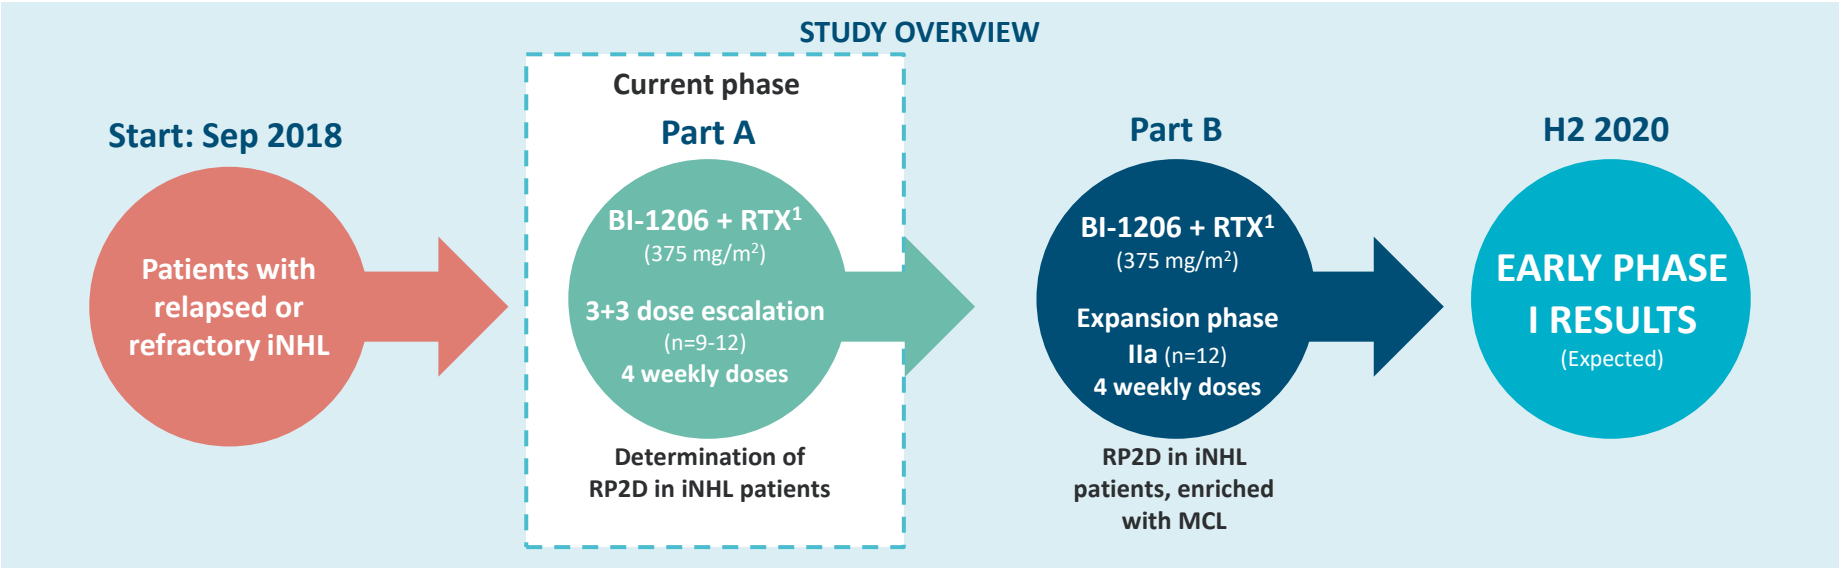 STUDY OVERVIEW
Start: Sep 2018
Patients with
relapsed or
refractory iNHL
Current phase
Part A
BI-1206 + RTX¹
(375 mg/m²)
3+3 dose escalation
(n=9-12)
4 weekly doses
Determination of
RP2D in iNHL patients
Part B
BI-1206 + RTX¹
(375 mg/m²)
Expansion phase
IIa (n=12)
4 weekly doses
RP2D in iNHL
patients, enriched
with MCL
H2 2020
EARLY PHASE
I RESULTS
(Expected)